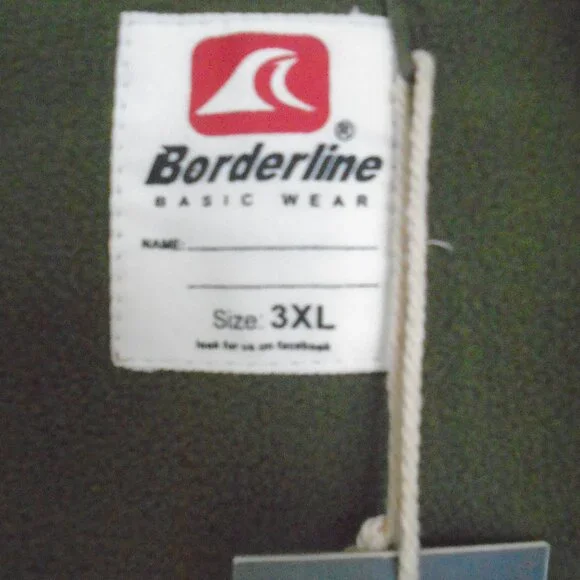 ®
Borderline
BASIC WEAR
NAME:
Size: 3XL
look for us on facebook